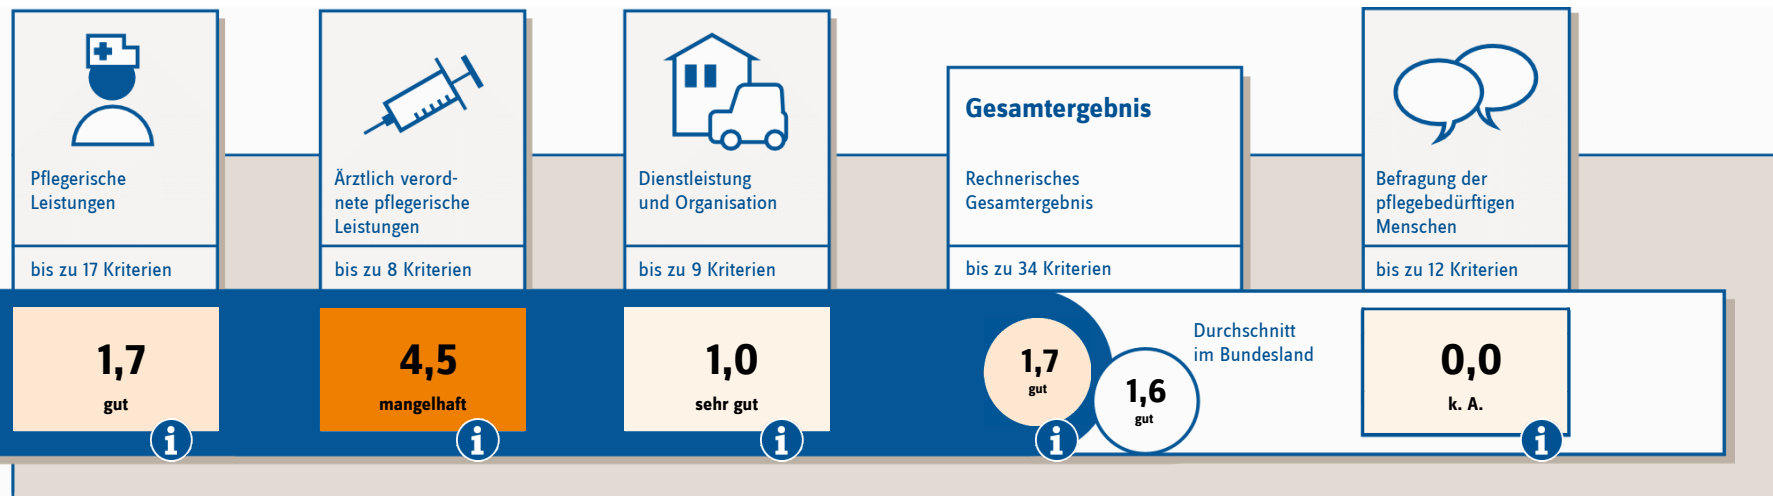 Pflegerische
Leistungen
bis zu 17 Kriterien
1,7
gut
i
Ärztlich verord-
nete pflegerische
Leistungen
bis zu 8 Kriterien
4,5
mangelhaft
i
Dienstleistung
und Organisation
bis zu 9 Kriterien
1,0
sehr gut
i
Gesamtergebnis
Rechnerisches
Gesamtergebnis
bis zu 34 Kriterien
1,7
gut
i
1,6
gut
Durchschnitt
im Bundesland
Befragung der
pflegebedürftigen
Menschen
bis zu 12 Kriterien
0,0
k. A.
i